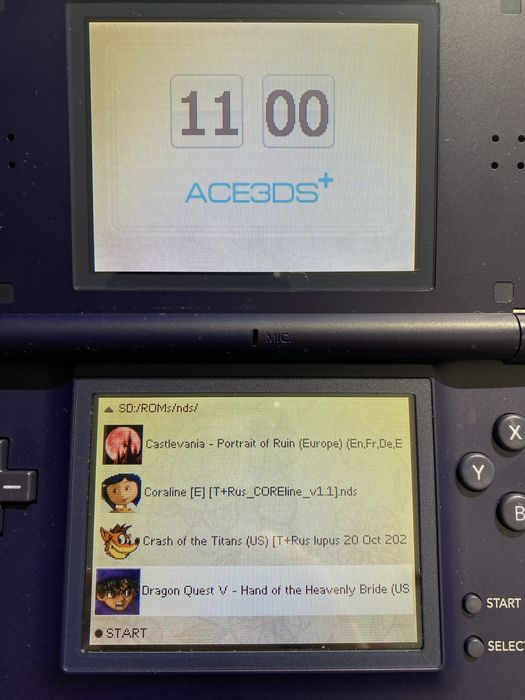 11 00
ACE3DS+
MIC.
SD:/ROMs/nds/
Castlevania - Portrait of Ruin (Europe) (En,Fr,De,E
Coraline [E] [T+Rus_COREline_v1.1].nds
Crash of the Titans (US) [T+Rus lupus 20 Oct 202
Dragon Quest V - Hand of the Heavenly Bride (US
START
X
Y
B
START
SELEC